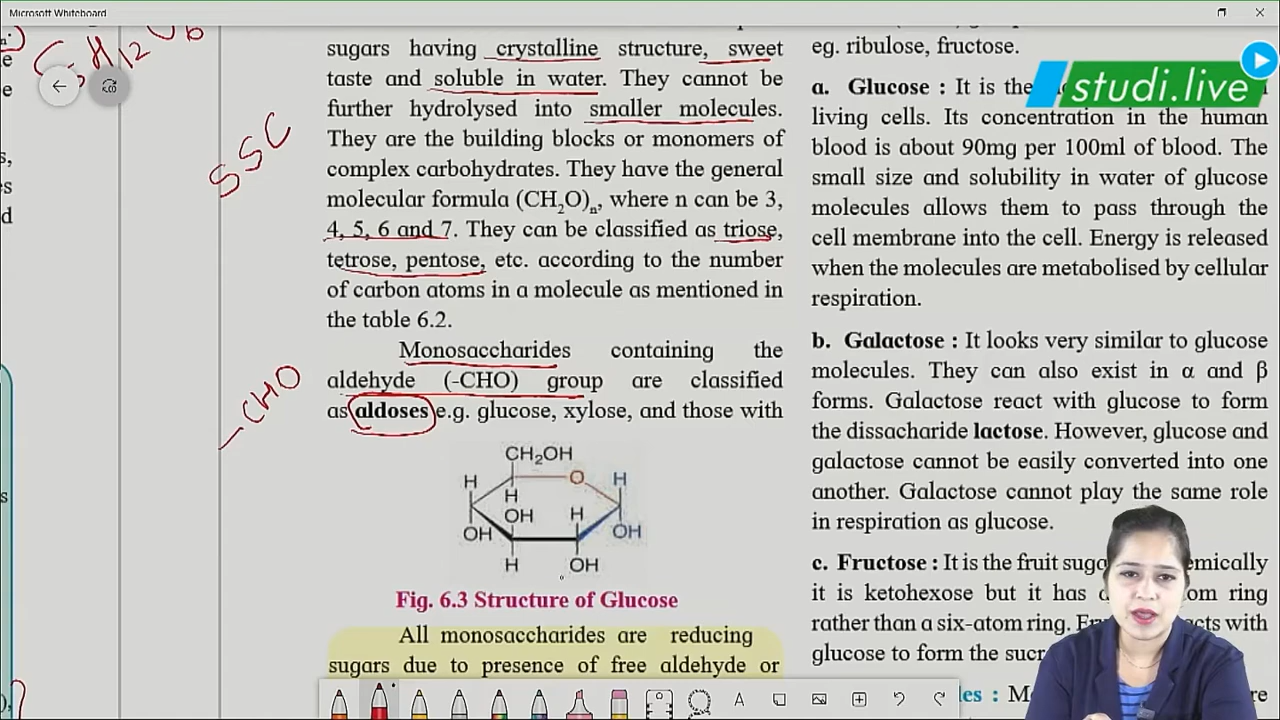 Microsoft Whiteboard
SSC
-CHO
sugars having crystalline structure, sweet
taste and soluble in water. They cannot be
further hydrolysed into smaller molecules.
They are the building blocks or monomers of
complex carbohydrates. They have the general
molecular formula (CH₂O)ₙ, where n can be 3,
4, 5, 6 and 7. They can be classified as triose,
tetrose, pentose, etc. according to the number
of carbon atoms in a molecule as mentioned in
the table 6.2.
Monosaccharides containing the
aldehyde (-CHO) group are classified
as aldoses e.g. glucose, xylose, and those with
CH₂OH
H O H
H
OH H
OH OH
H OH
Fig. 6.3 Structure of Glucose
All monosaccharides are reducing
sugars due to presence of free aldehyde or
eg. ribulose, fructose.
studi.live
a. Glucose : It is the
living cells. Its concentration in the human
blood is about 90mg per 100ml of blood. The
small size and solubility in water of glucose
molecules allows them to pass through the
cell membrane into the cell. Energy is released
when the molecules are metabolised by cellular
respiration.
b. Galactose : It looks very similar to glucose
molecules. They can also exist in α and β
forms. Galactose react with glucose to form
the dissacharide lactose. However, glucose and
galactose cannot be easily converted into one
another. Galactose cannot play the same role
in respiration as glucose.
c. Fructose : It is the fruit
it is ketohexose but it has ring
rather than a six-atom ring. with
glucose to form the